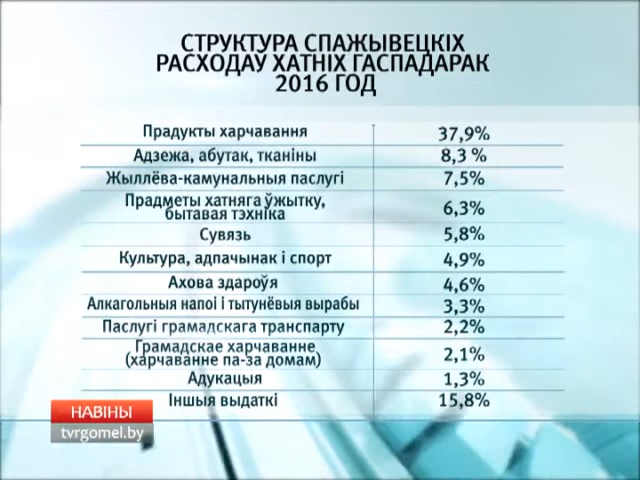 СТРУКТУРА СПАЖЫВЕЦКІХ
РАСХОДАЎ ХАТНІХ ГАСПАДАРАК
2016 ГОД
Прадукты харчавання 37,9%
Адзежа, абутак, тканіны 8,3 %
Жыллёва-камунальныя паслугі 7,5%
Прадметы хатняга ўжытку,
бытавая тэхніка 6,3%
Сувязь 5,8%
Культура, адпачынак і спорт 4,9%
Ахова здароўя 4,6%
Алкагольныя напоі і тытунёвыя вырабы 3,3%
Паслугі грамадскага транспарту 2,2%
Грамадскае харчаванне
(харчаванне па-за домам) 2,1%
Адукацыя 1,3%
Іншыя выдаткі 15,8%
НАВІНЫ
tvrgomel.by